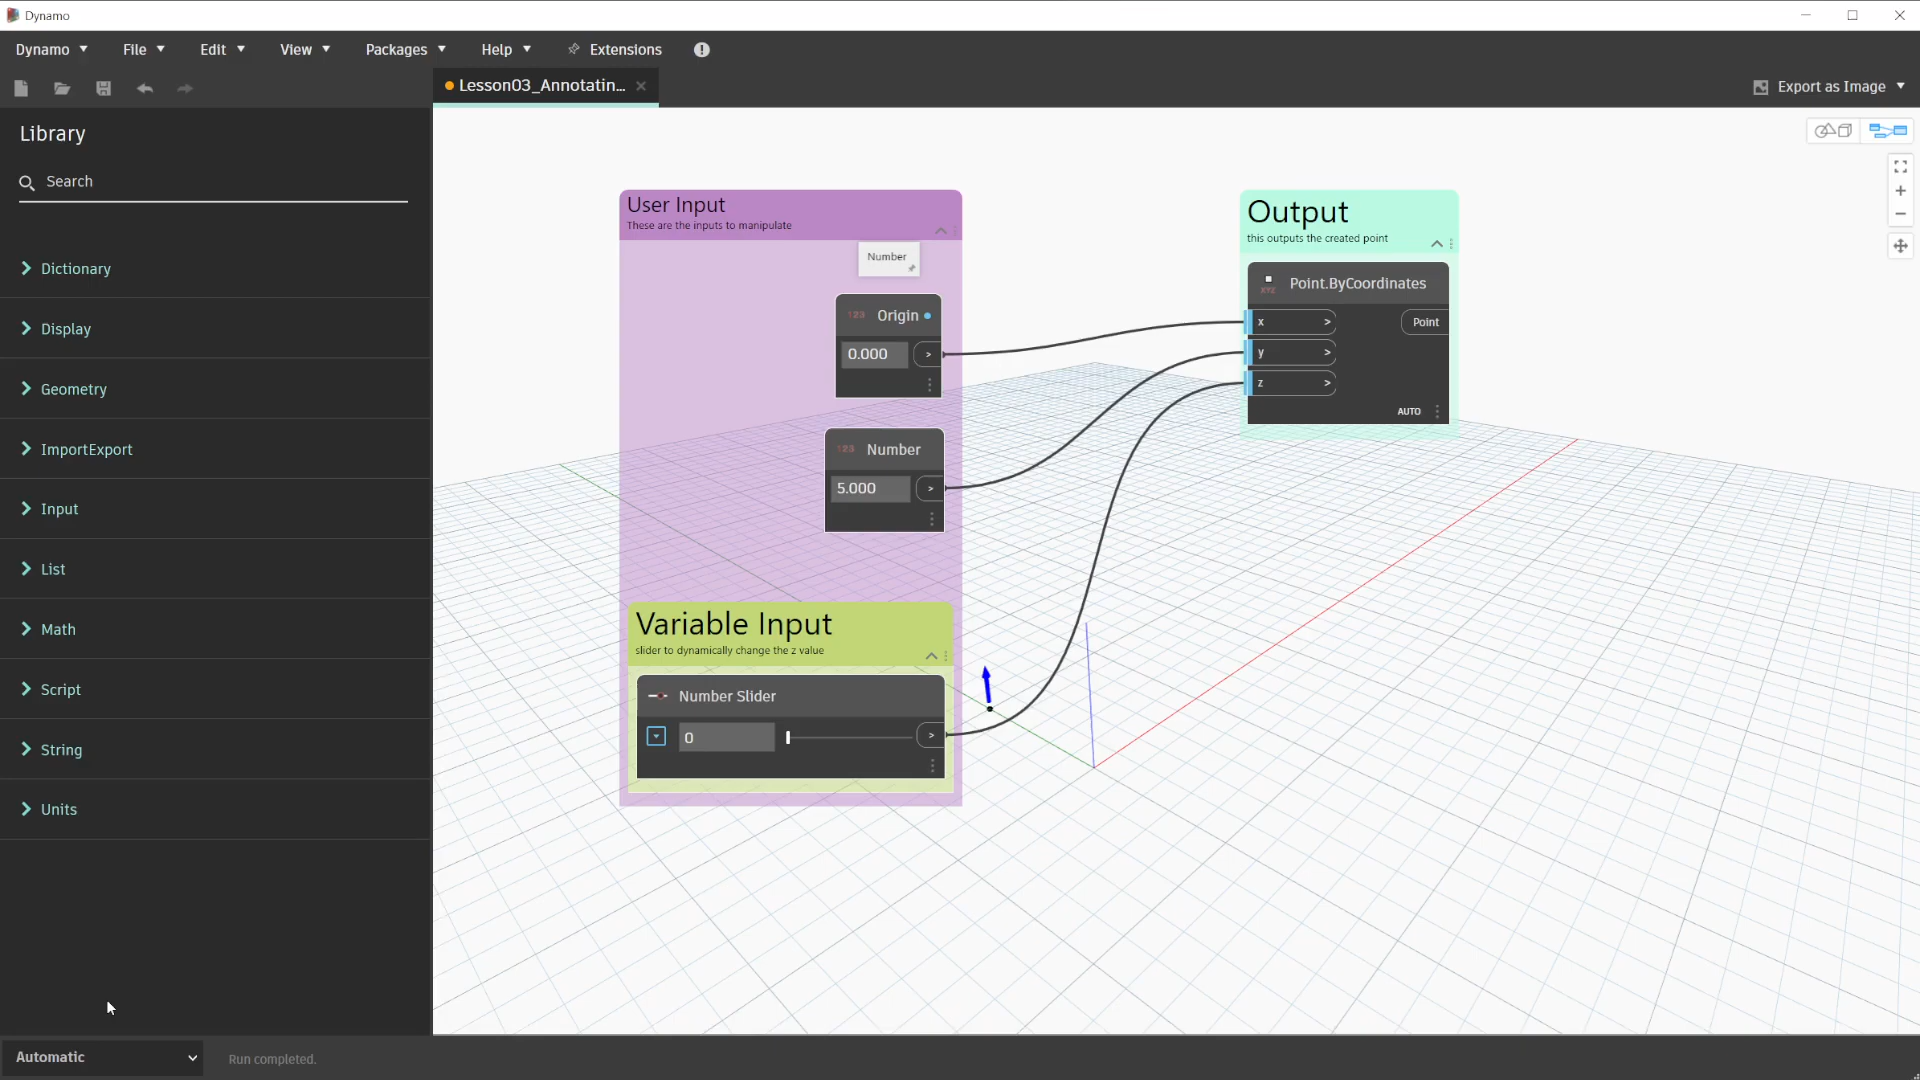 Dynamo
Dynamo File Edit View Packages Help Extensions
Lesson03_Annotatin...
Export as Image
Library
Search
Dictionary
Display
Geometry
ImportExport
Input
List
Math
Script
String
Units
User Input
These are the inputs to manipulate
Number
123 Origin
0.000 >
123 Number
5.000 >
Variable Input
slider to dynamically change the z value
Number Slider
0 >
Output
this outputs the created point
XYZ Point.ByCoordinates
x > Point
y >
z >
AUTO
Automatic
Run completed.